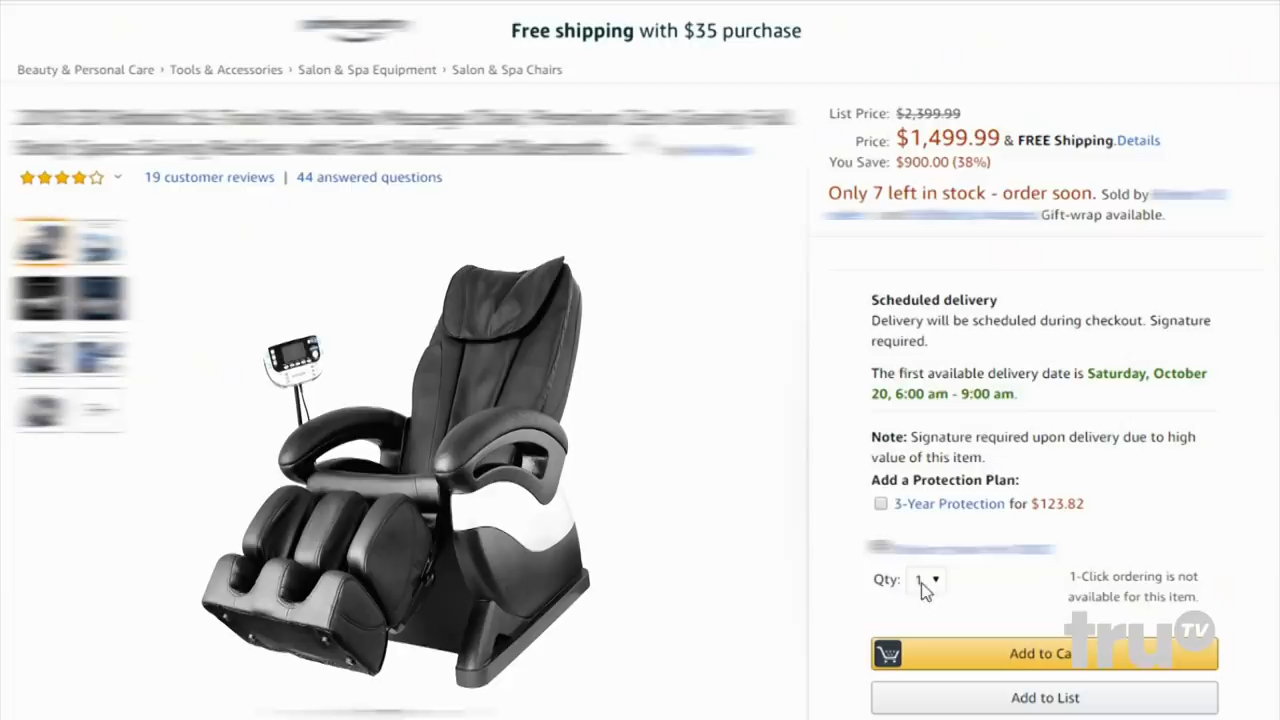 Free shipping with $35 purchase
Beauty & Personal Care › Tools & Accessories › Salon & Spa Equipment › Salon & Spa Chairs
19 customer reviews | 44 answered questions
List Price: $2,399.99
Price: $1,499.99 & FREE Shipping.Details
You Save: $900.00 (38%)
Only 7 left in stock - order soon. Sold by
Gift-wrap available.
Scheduled delivery
Delivery will be scheduled during checkout. Signature
required.
The first available delivery date is Saturday, October
20, 6:00 am - 9:00 am.
Note: Signature required upon delivery due to high
value of this item.
Add a Protection Plan:
3-Year Protection for $123.82
Qty: 1
1-Click ordering is not
available for this item.
Add to Ca
truTV
Add to List